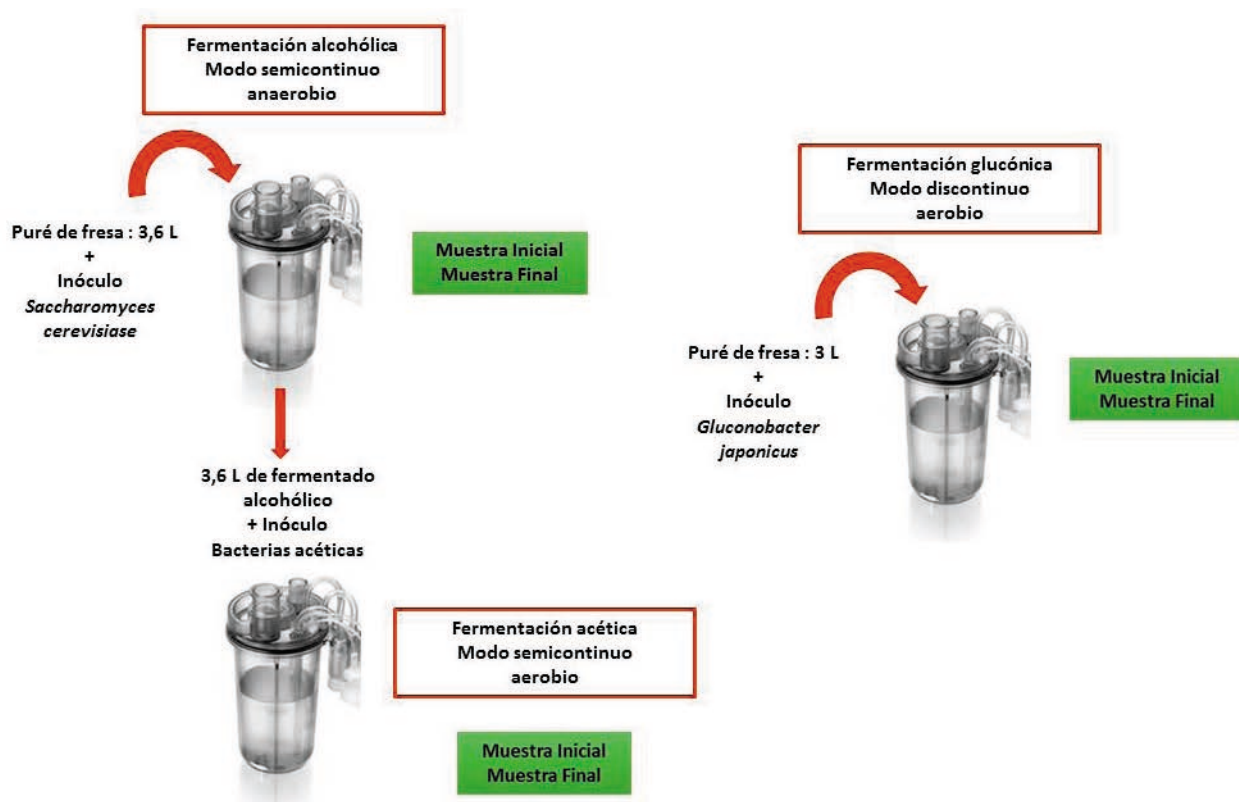 Fermentación alcohólica
Modo semicontinuo
anaerobio
Puré de fresa : 3,6 L
+
Inóculo
Saccharomyces
cerevisiase
Muestra Inicial
Muestra Final
3,6 L de fermentado
alcohólico
+ Inóculo
Bacterias acéticas
Fermentación acética
Modo semicontinuo
aerobio
Muestra Inicial
Muestra Final
Fermentación glucónica
Modo discontinuo
aerobio
Puré de fresa : 3 L
+
Inóculo
Gluconobacter
japonicus
Muestra Inicial
Muestra Final